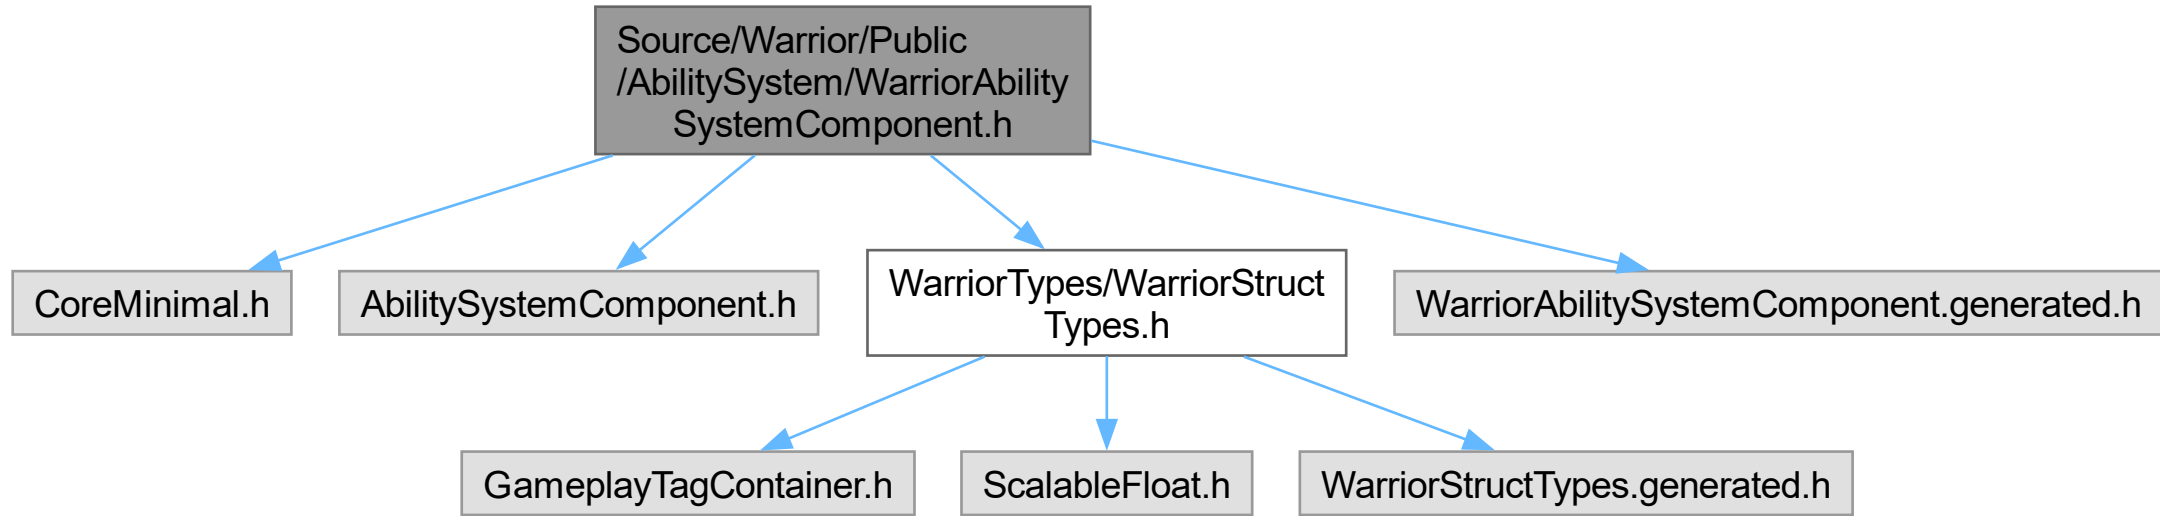 Source/Warrior/Public
/AbilitySystem/WarriorAbility
SystemComponent.h
CoreMinimal.h
AbilitySystemComponent.h
WarriorTypes/WarriorStruct
Types.h
WarriorAbilitySystemComponent.generated.h
GameplayTagContainer.h
ScalableFloat.h
WarriorStructTypes.generated.h